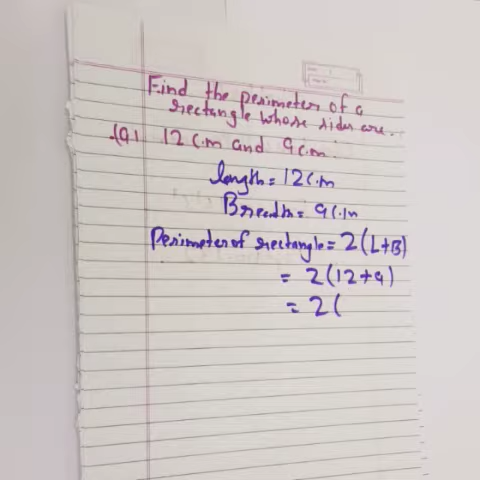 Find the perimeter of a
rectangle whose sides are.
(a) 12 c.m and 9 c.m.
length = 12 c.m
Breadth = 9 c.m
Perimeter of rectangle = 2(L+B)
= 2(12+9)
= 2(